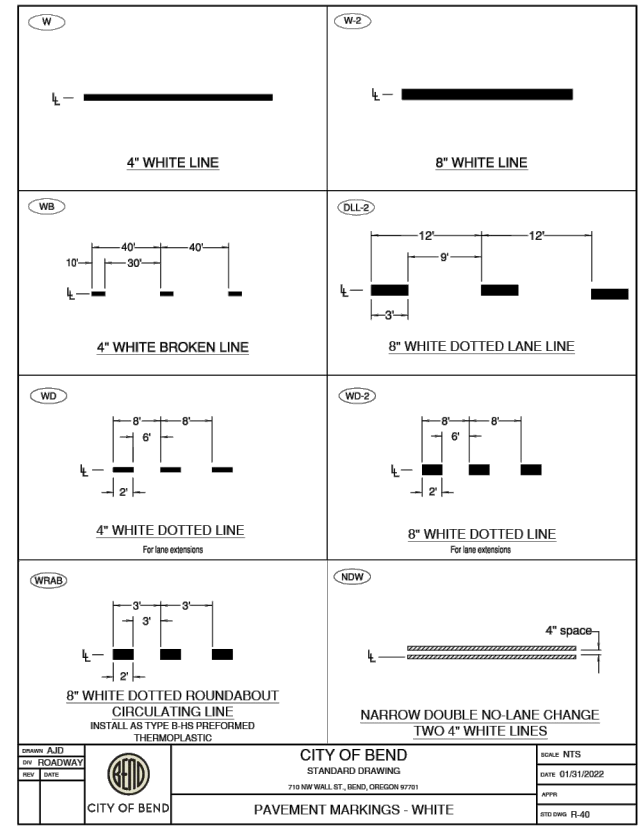 W
W-2
4" WHITE LINE
8" WHITE LINE
WB
DLL-2
40'
40'
10'
30'
12'
12'
9'
3'
4" WHITE BROKEN LINE
8" WHITE DOTTED LANE LINE
WD
WD-2
8'
8'
6'
2'
8'
8'
6'
2'
4" WHITE DOTTED LINE
For lane extensions
8" WHITE DOTTED LINE
For lane extensions
WRAB
NDW
3'
3'
3'
2'
4" space
8" WHITE DOTTED ROUNDABOUT
CIRCULATING LINE
INSTALL AS TYPE B-HS PREFORMED
THERMOPLASTIC
NARROW DOUBLE NO-LANE CHANGE
TWO 4" WHITE LINES
DRAWN AJD
DIV ROADWAY
REV DATE
BEND
CITY OF BEND
CITY OF BEND
STANDARD DRAWING
710 NW WALL ST., BEND, OREGON 97701
PAVEMENT MARKINGS - WHITE
SCALE NTS
DATE 01/31/2022
APPR
STD DWG R-40